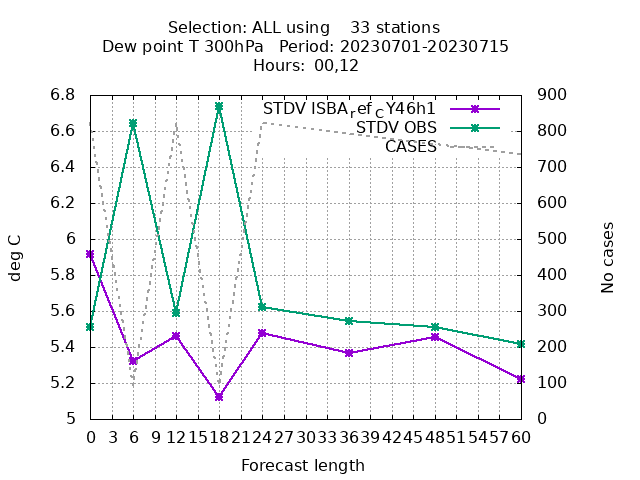 Selection: ALL using    33 stations
Dew point T 300hPa   Period: 20230701-20230715
Hours:  00,12
6.8
6.6
6.4
6.2
6
5.8
5.6
5.4
5.2
5
900
800
700
600
500
400
300
200
100
0
STDV ISBArefCY46h1
STDV OBS
CASES
deg C
No cases
0 3 6 9 12 15 18 21 24 27 30 33 36 39 42 45 48 51 54 57 60
Forecast length